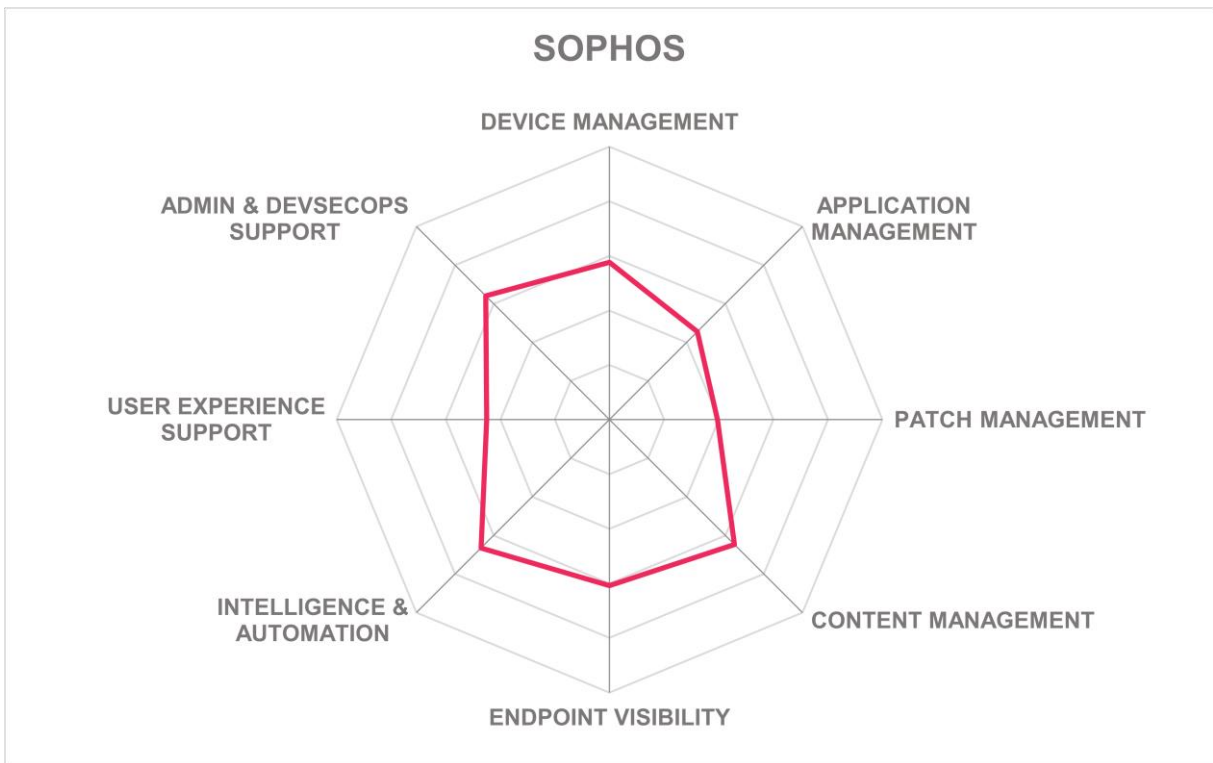 SOPHOS
DEVICE MANAGEMENT
ADMIN & DEVSECOPS
SUPPORT
APPLICATION
MANAGEMENT
USER EXPERIENCE
SUPPORT
PATCH MANAGEMENT
INTELLIGENCE &
AUTOMATION
CONTENT MANAGEMENT
ENDPOINT VISIBILITY